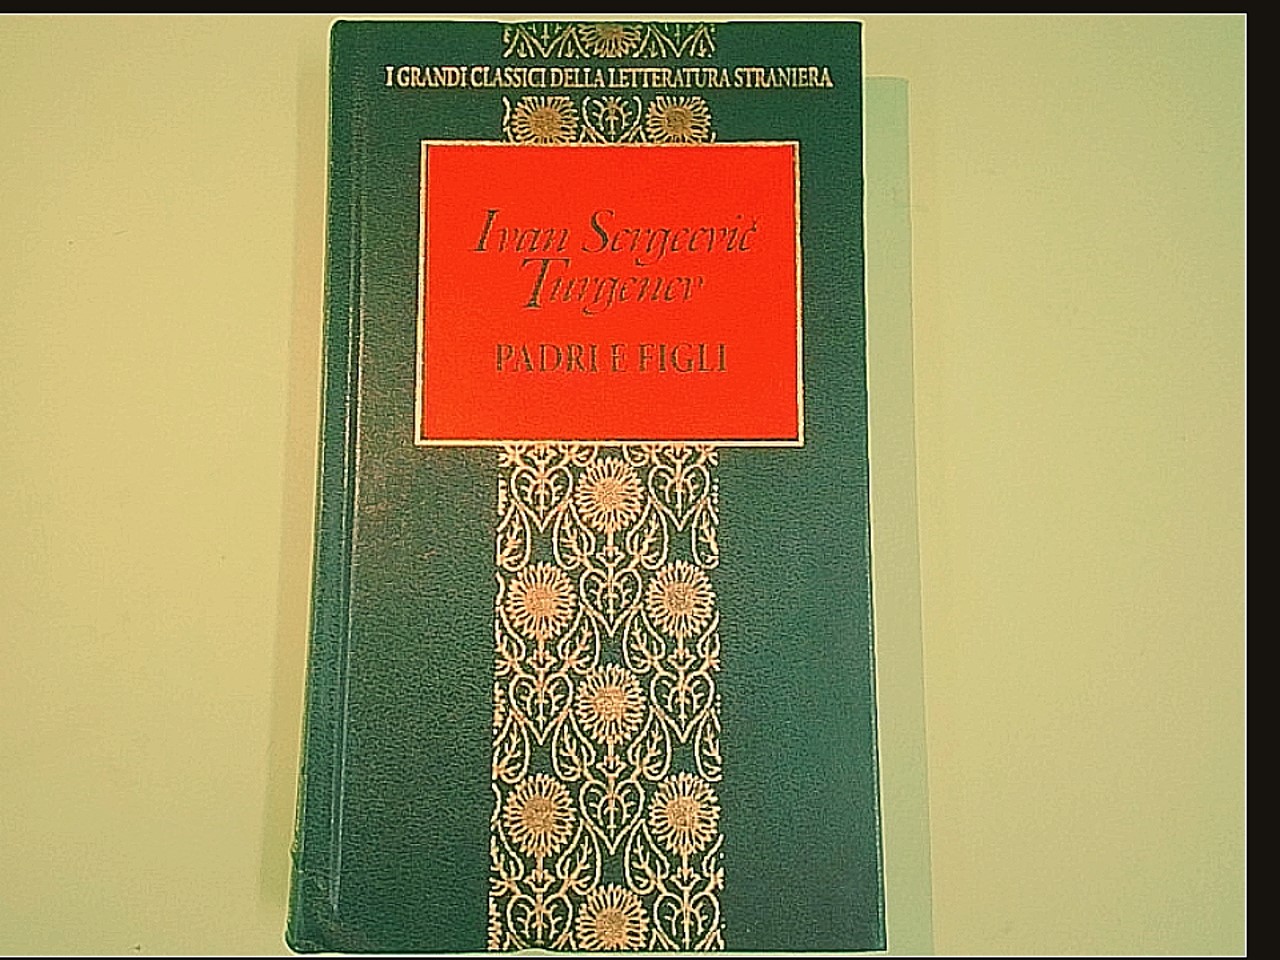 I GRANDI CLASSICI DELLA LETTERATURA STRANIERA
Ivan Sergeevič
Turgenev
PADRI E FIGLI